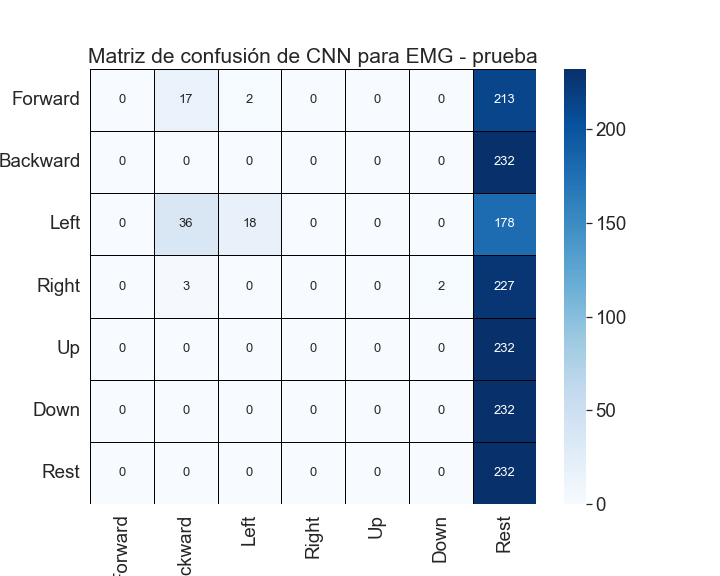 Matriz de confusión de CNN para EMG - prueba
Forward 0 17 2 0 0 0 213
Backward 0 0 0 0 0 0 232
Left 0 36 18 0 0 0 178
Right 0 3 0 0 0 2 227
Up 0 0 0 0 0 0 232
Down 0 0 0 0 0 0 232
Rest 0 0 0 0 0 0 232
Forward ckward Left Right Up Down Rest
200
150
100
50
0